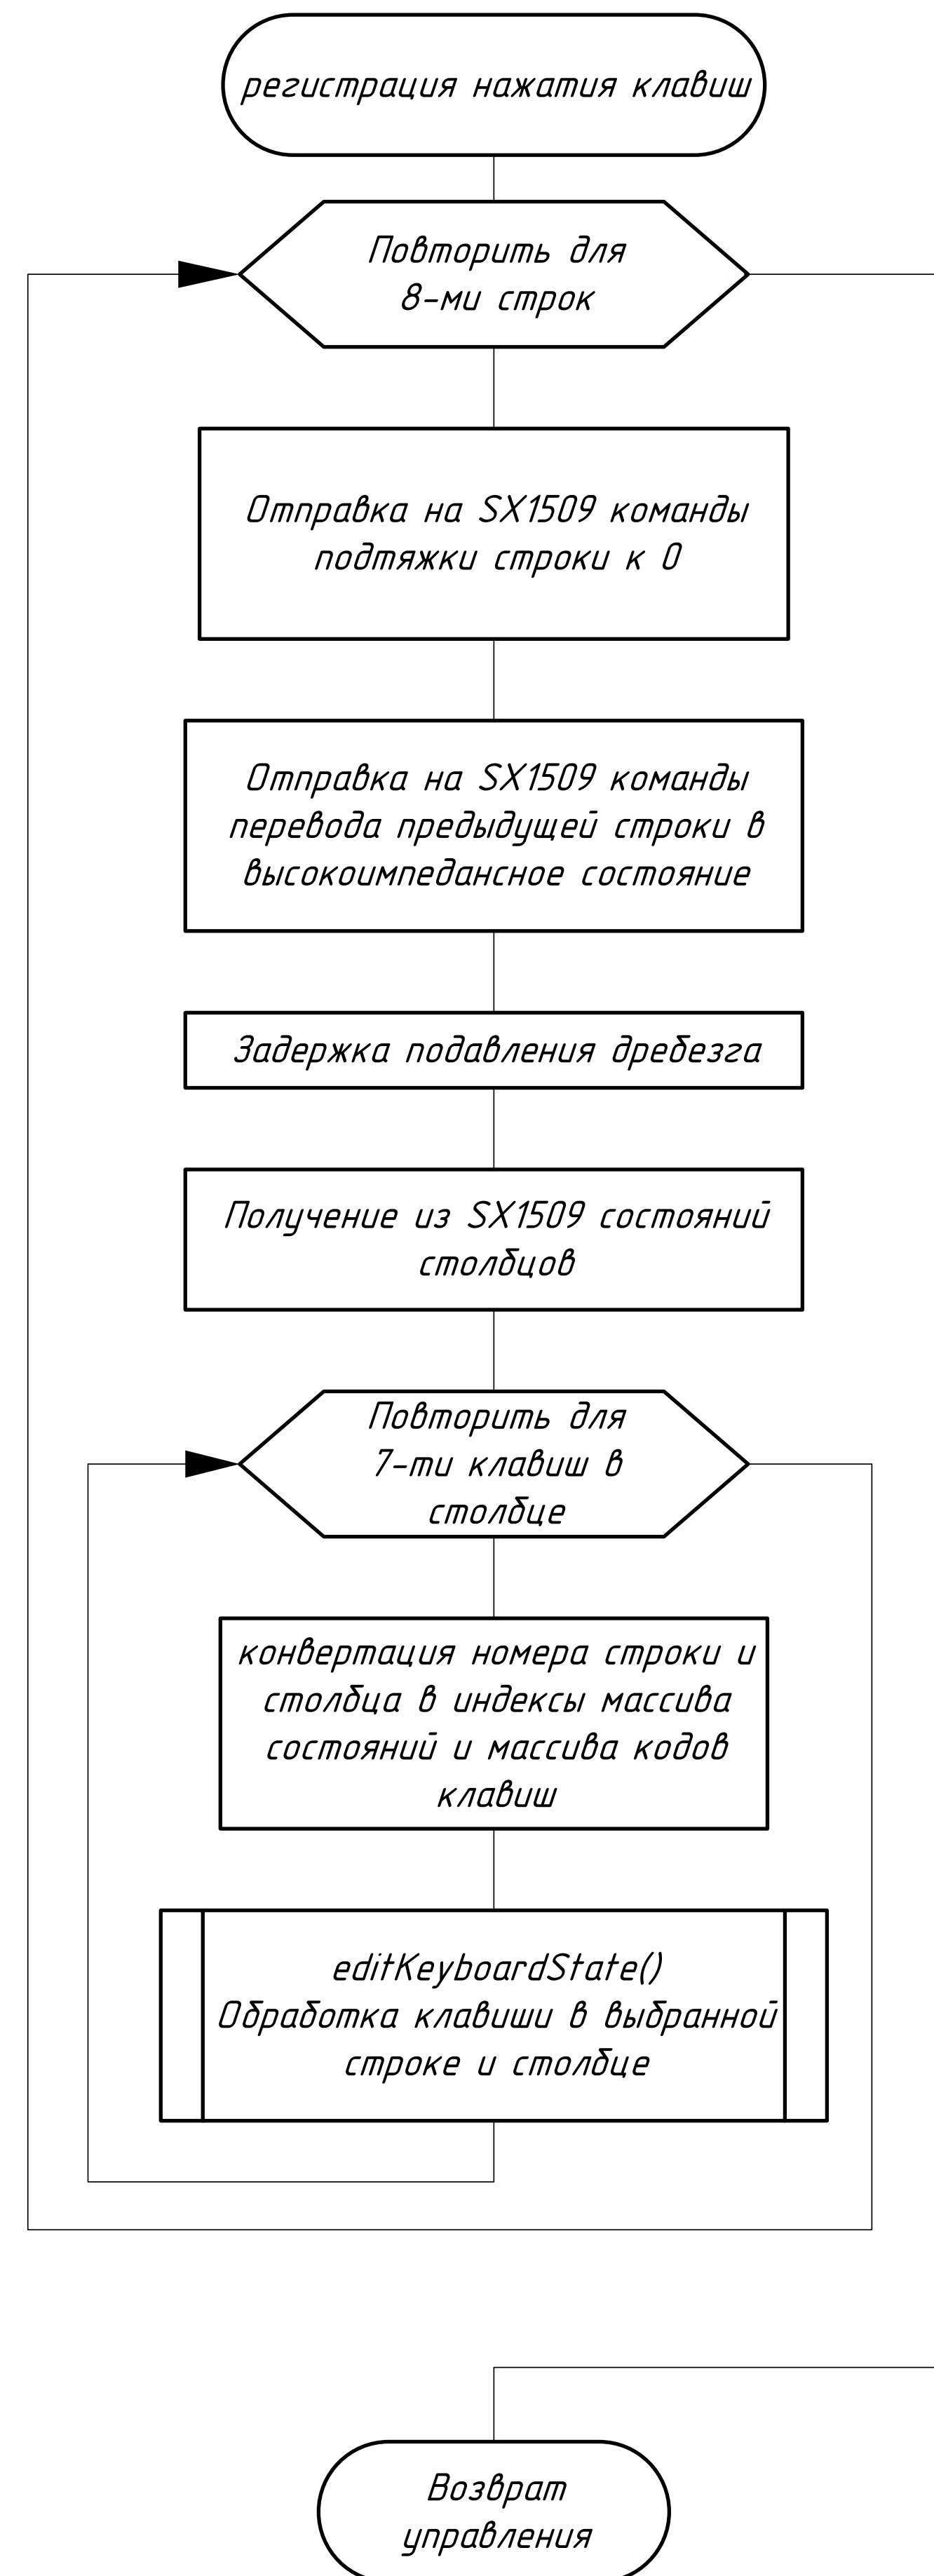 регистрация нажатия клавиш
Повторить для
8-ми строк
Отправка на SX1509 команды
подтяжки строки к 0
Отправка на SX1509 команды
перевода предыдущей строки в
высокоимпедансное состояние
Задержка подавления дребезга
Получение из SX1509 состояний
столбцов
Повторить для
7-ти клавиш в
столбце
конвертация номера строки и
столбца в индексы массива
состояний и массива кодов
клавиш
editKeyboardState()
Обработка клавиши в выбранной
строке и столбце
Возврат
управления